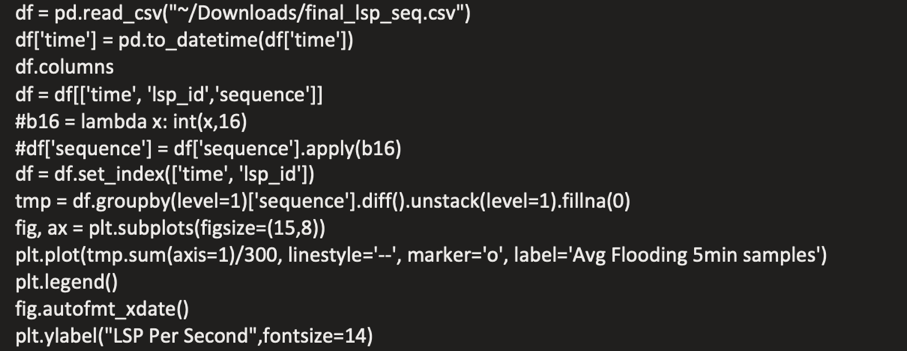 df = pd.read_csv("~/Downloads/final_lsp_seq.csv")
df['time'] = pd.to_datetime(df['time'])
df.columns
df = df[['time', 'lsp_id','sequence']]
#b16 = lambda x: int(x,16)
#df['sequence'] = df['sequence'].apply(b16)
df = df.set_index(['time', 'lsp_id'])
tmp = df.groupby(level=1)['sequence'].diff().unstack(level=1).fillna(0)
fig, ax = plt.subplots(figsize=(15,8))
plt.plot(tmp.sum(axis=1)/300, linestyle='--', marker='o', label='Avg Flooding 5min samples')
plt.legend()
fig.autofmt_xdate()
plt.ylabel("LSP Per Second",fontsize=14)